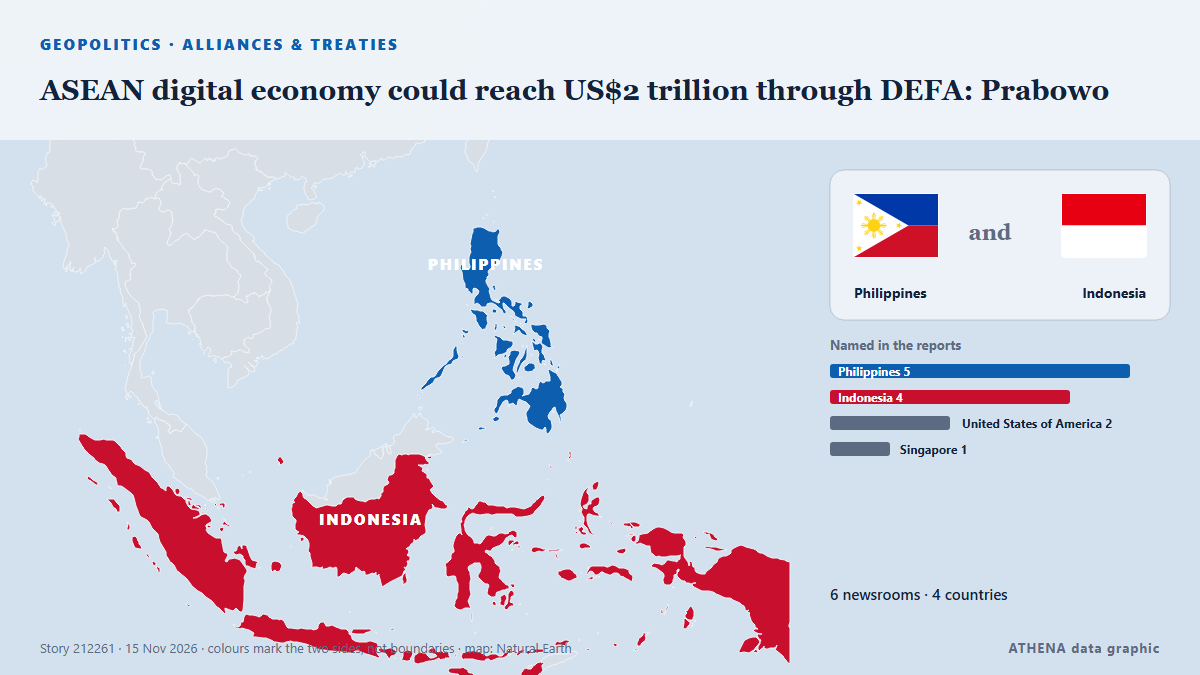 GEOPOLITICS · ALLIANCES & TREATIES
ASEAN digital economy could reach US$2 trillion through DEFA: Prabowo
PHILIPPINES
INDONESIA
and
Philippines
Indonesia
Named in the reports
Philippines 5
Indonesia 4
United States of America 2
Singapore 1
6 newsrooms · 4 countries
Story 212261 · 15 Nov 2026 · colours mark the two sides, not boundaries · map: Natural Earth
ATHENA data graphic